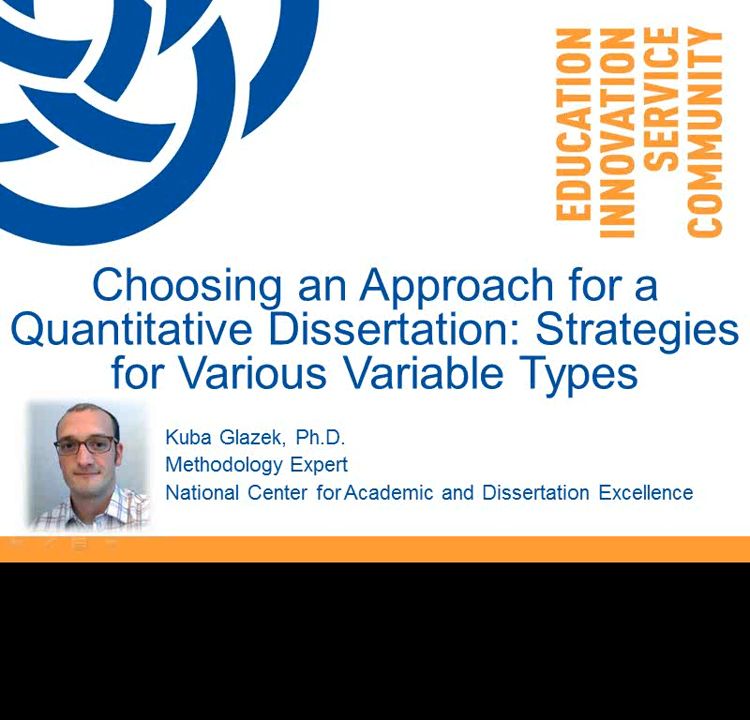 EDUCATION
INNOVATION
SERVICE
COMMUNITY
Choosing an Approach for a
Quantitative Dissertation: Strategies
for Various Variable Types
Kuba Glazek, Ph.D.
Methodology Expert
National Center for Academic and Dissertation Excellence